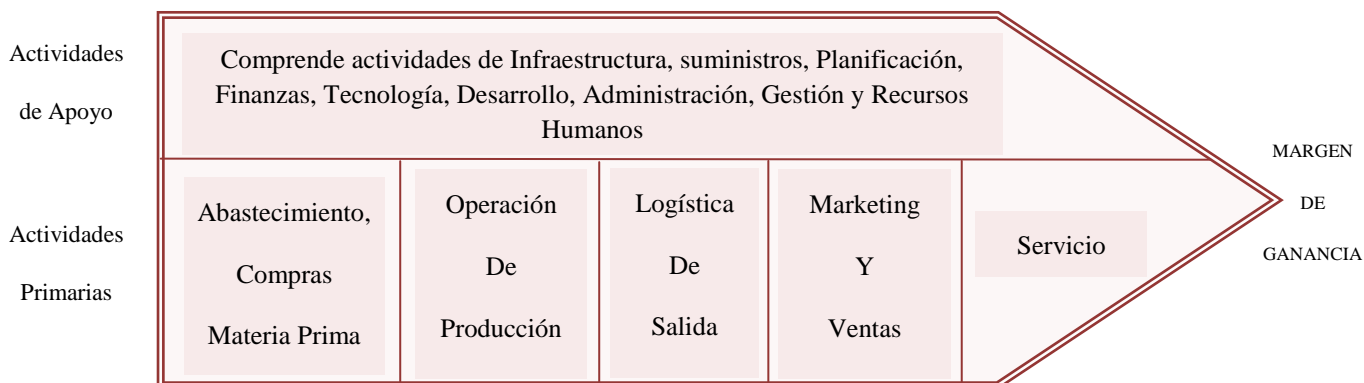 Actividades
de Apoyo
Comprende actividades de Infraestructura, suministros, Planificación,
Finanzas, Tecnología, Desarrollo, Administración, Gestión y Recursos
Humanos
Actividades
Primarias
Abastecimiento,
Compras
Materia Prima
Operación
De
Producción
Logística
De
Salida
Marketing
Y
Ventas
Servicio
MARGEN
DE
GANANCIA